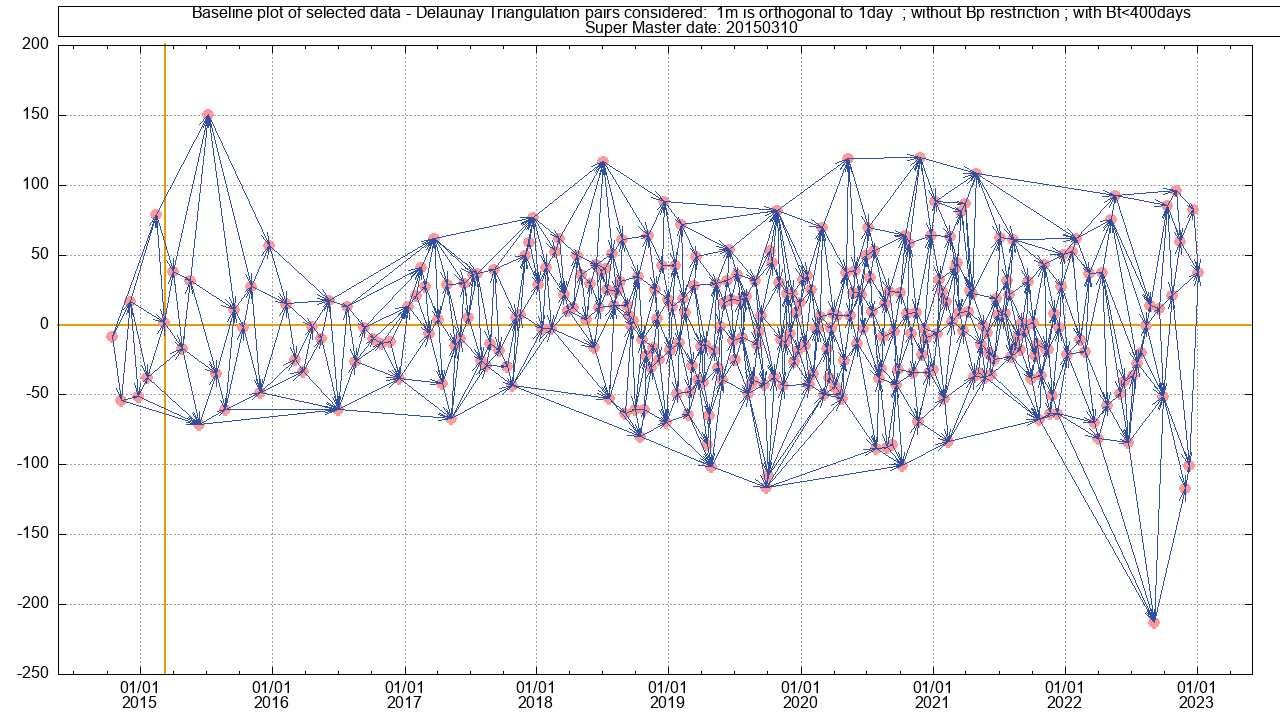 Baseline plot of selected data - Delaunay Triangulation pairs considered:  1m is orthogonal to 1day  ; without Bp restriction ; with Bt<400days
Super Master date: 20150310
200
150
100
50
0
-50
-100
-150
-200
-250
01/01 01/01 01/01 01/01 01/01 01/01 01/01 01/01 01/01
2015 2016 2017 2018 2019 2020 2021 2022 2023